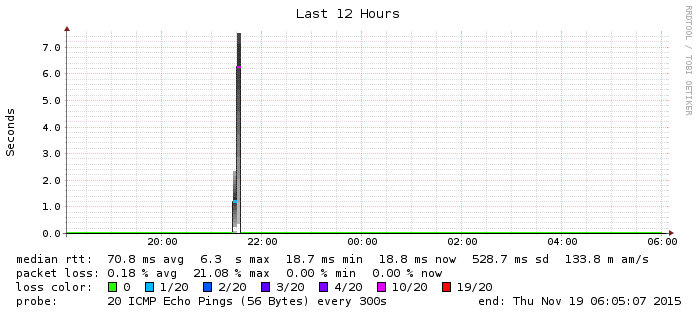 Last 12 Hours
RRDTOOL / TOBI OETIKER
Seconds
7.0
6.0
5.0
4.0
3.0
2.0
1.0
0.0
20:00 22:00 00:00 02:00 04:00 06:00
median rtt: 70.8 ms avg 6.3 s max 18.7 ms min 18.8 ms now 528.7 ms sd 133.8 m am/s
packet loss: 0.18 % avg 21.08 % max 0.00 % min 0.00 % now
loss color: 0 1/20 2/20 3/20 4/20 10/20 19/20
probe: 20 ICMP Echo Pings (56 Bytes) every 300s end: Thu Nov 19 06:05:07 2015